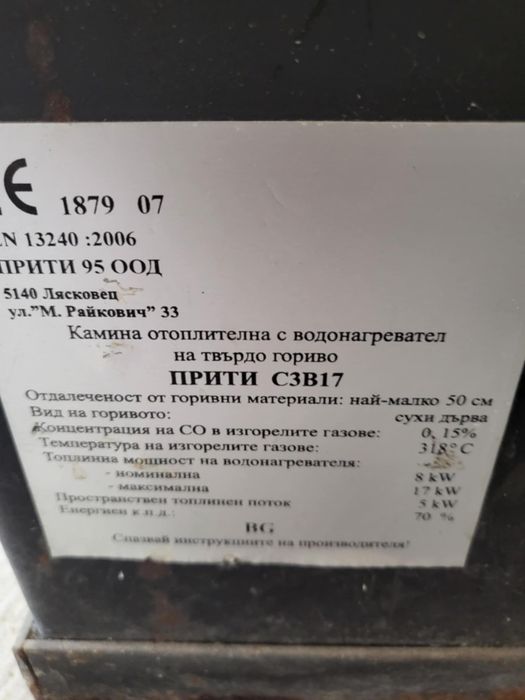 CE 1879 07
EN 13240 :2006
ПРИТИ 95 ООД
5140 Лясковец
ул."М. Райкович" 33
Камина отоплителна с водонагревател
на твърдо гориво
ПРИТИ С3В17
Отдалеченост от горивни материали: най-малко 50 см
Вид на горивото: сухи дърва
Концентрация на СО в изгорелите газове: 0, 15%
Температура на изгорелите газове: 318° С
Топлинна мощност на водонагревателя:
- номинална 8 kW
- максимална 17 kW
Пространствен топлинен поток 5 kW
Енергиен к.п.д.: 70 %
BG
Спазвай инструкциите на производителя!